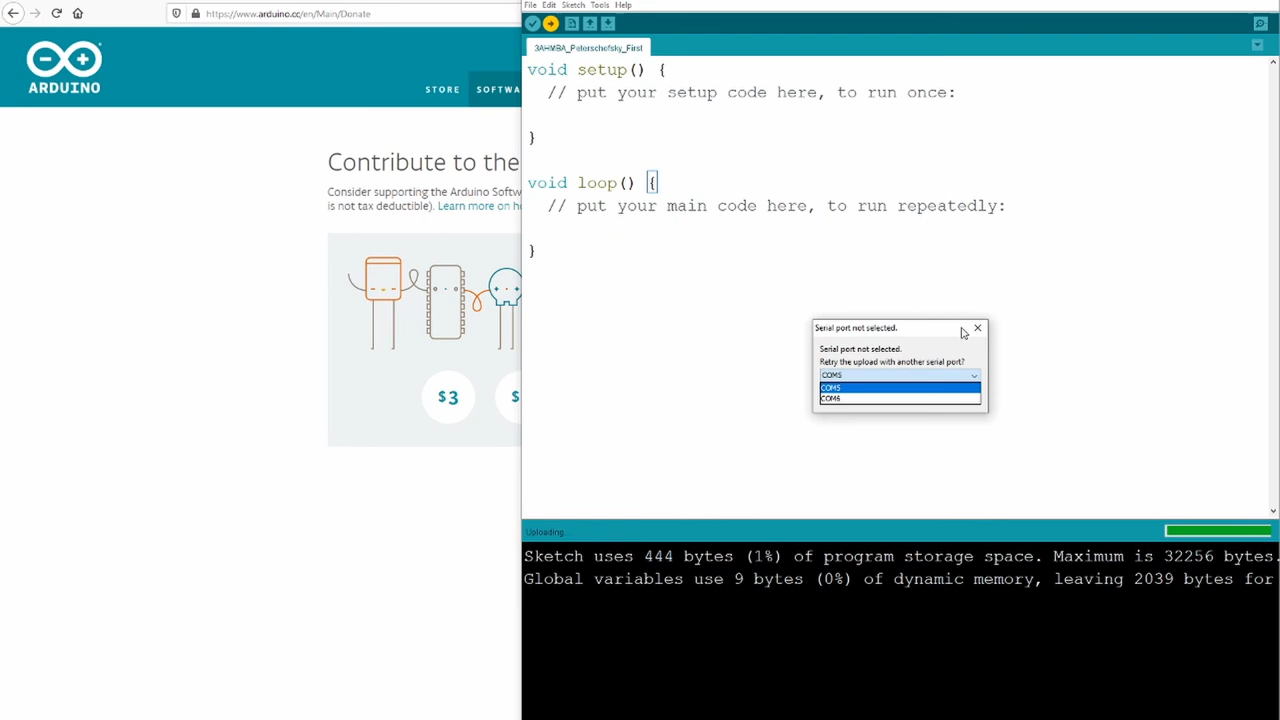 https://www.arduino.cc/en/Main/Donate
ARDUINO
STORE
SOFTWA
Contribute to the
Consider supporting the Arduino Softw
is not tax deductible). Learn more on h
$3
$
File Edit Sketch Tools Help
3AHMBA_Peterschofsky_First
void setup() {
// put your setup code here, to run once:
}
void loop() {
// put your main code here, to run repeatedly:
}
Serial port not selected.
Serial port not selected.
Retry the upload with another serial port?
COM5
COM5
COM6
Uploading...
Sketch uses 444 bytes (1%) of program storage space. Maximum is 32256 bytes.
Global variables use 9 bytes (0%) of dynamic memory, leaving 2039 bytes for